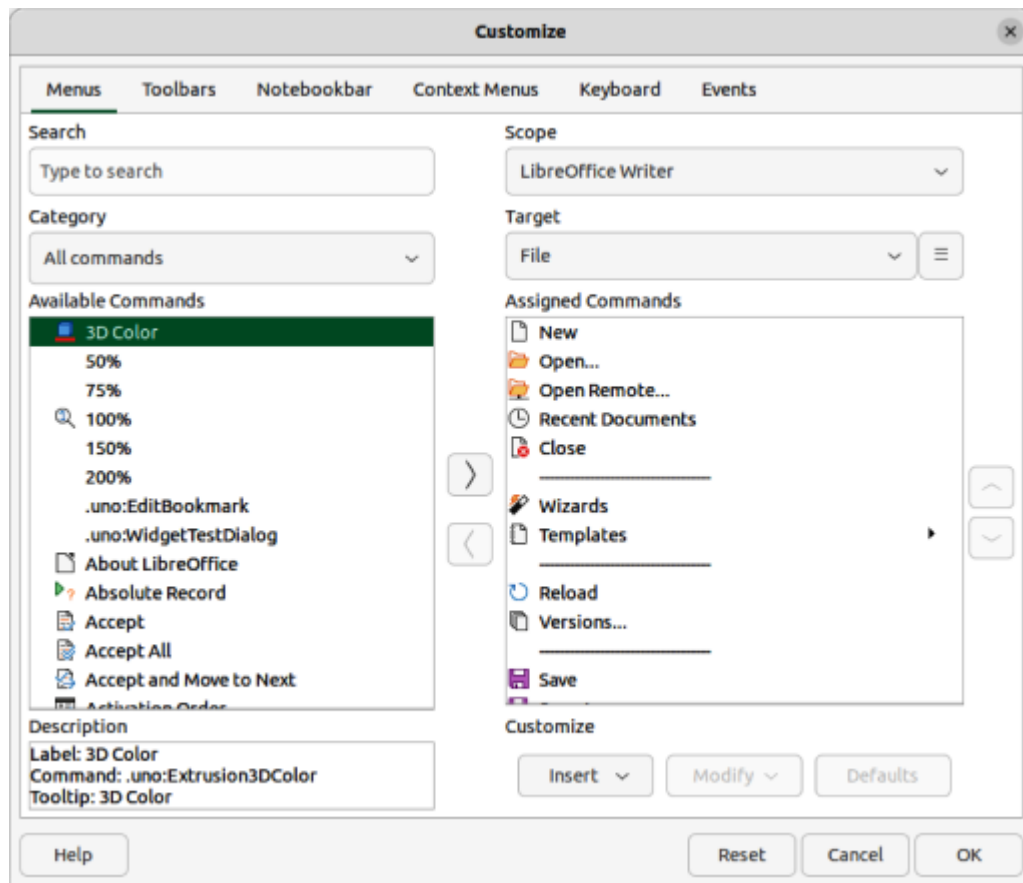 Customize
Menus Toolbars Notebookbar Context Menus Keyboard Events
Search
Type to search
Category
All commands
Available Commands
3D Color
50%
75%
100%
150%
200%
.uno:EditBookmark
.uno:WidgetTestDialog
About LibreOffice
Absolute Record
Accept
Accept All
Accept and Move to Next
Activation Order
Description
Label: 3D Color
Command: .uno:Extrusion3DColor
Tooltip: 3D Color
Scope
LibreOffice Writer
Target
File
Assigned Commands
New
Open...
Open Remote...
Recent Documents
Close
Wizards
Templates
Reload
Versions...
Save
Customize
Insert Modify Defaults
Help Reset Cancel OK